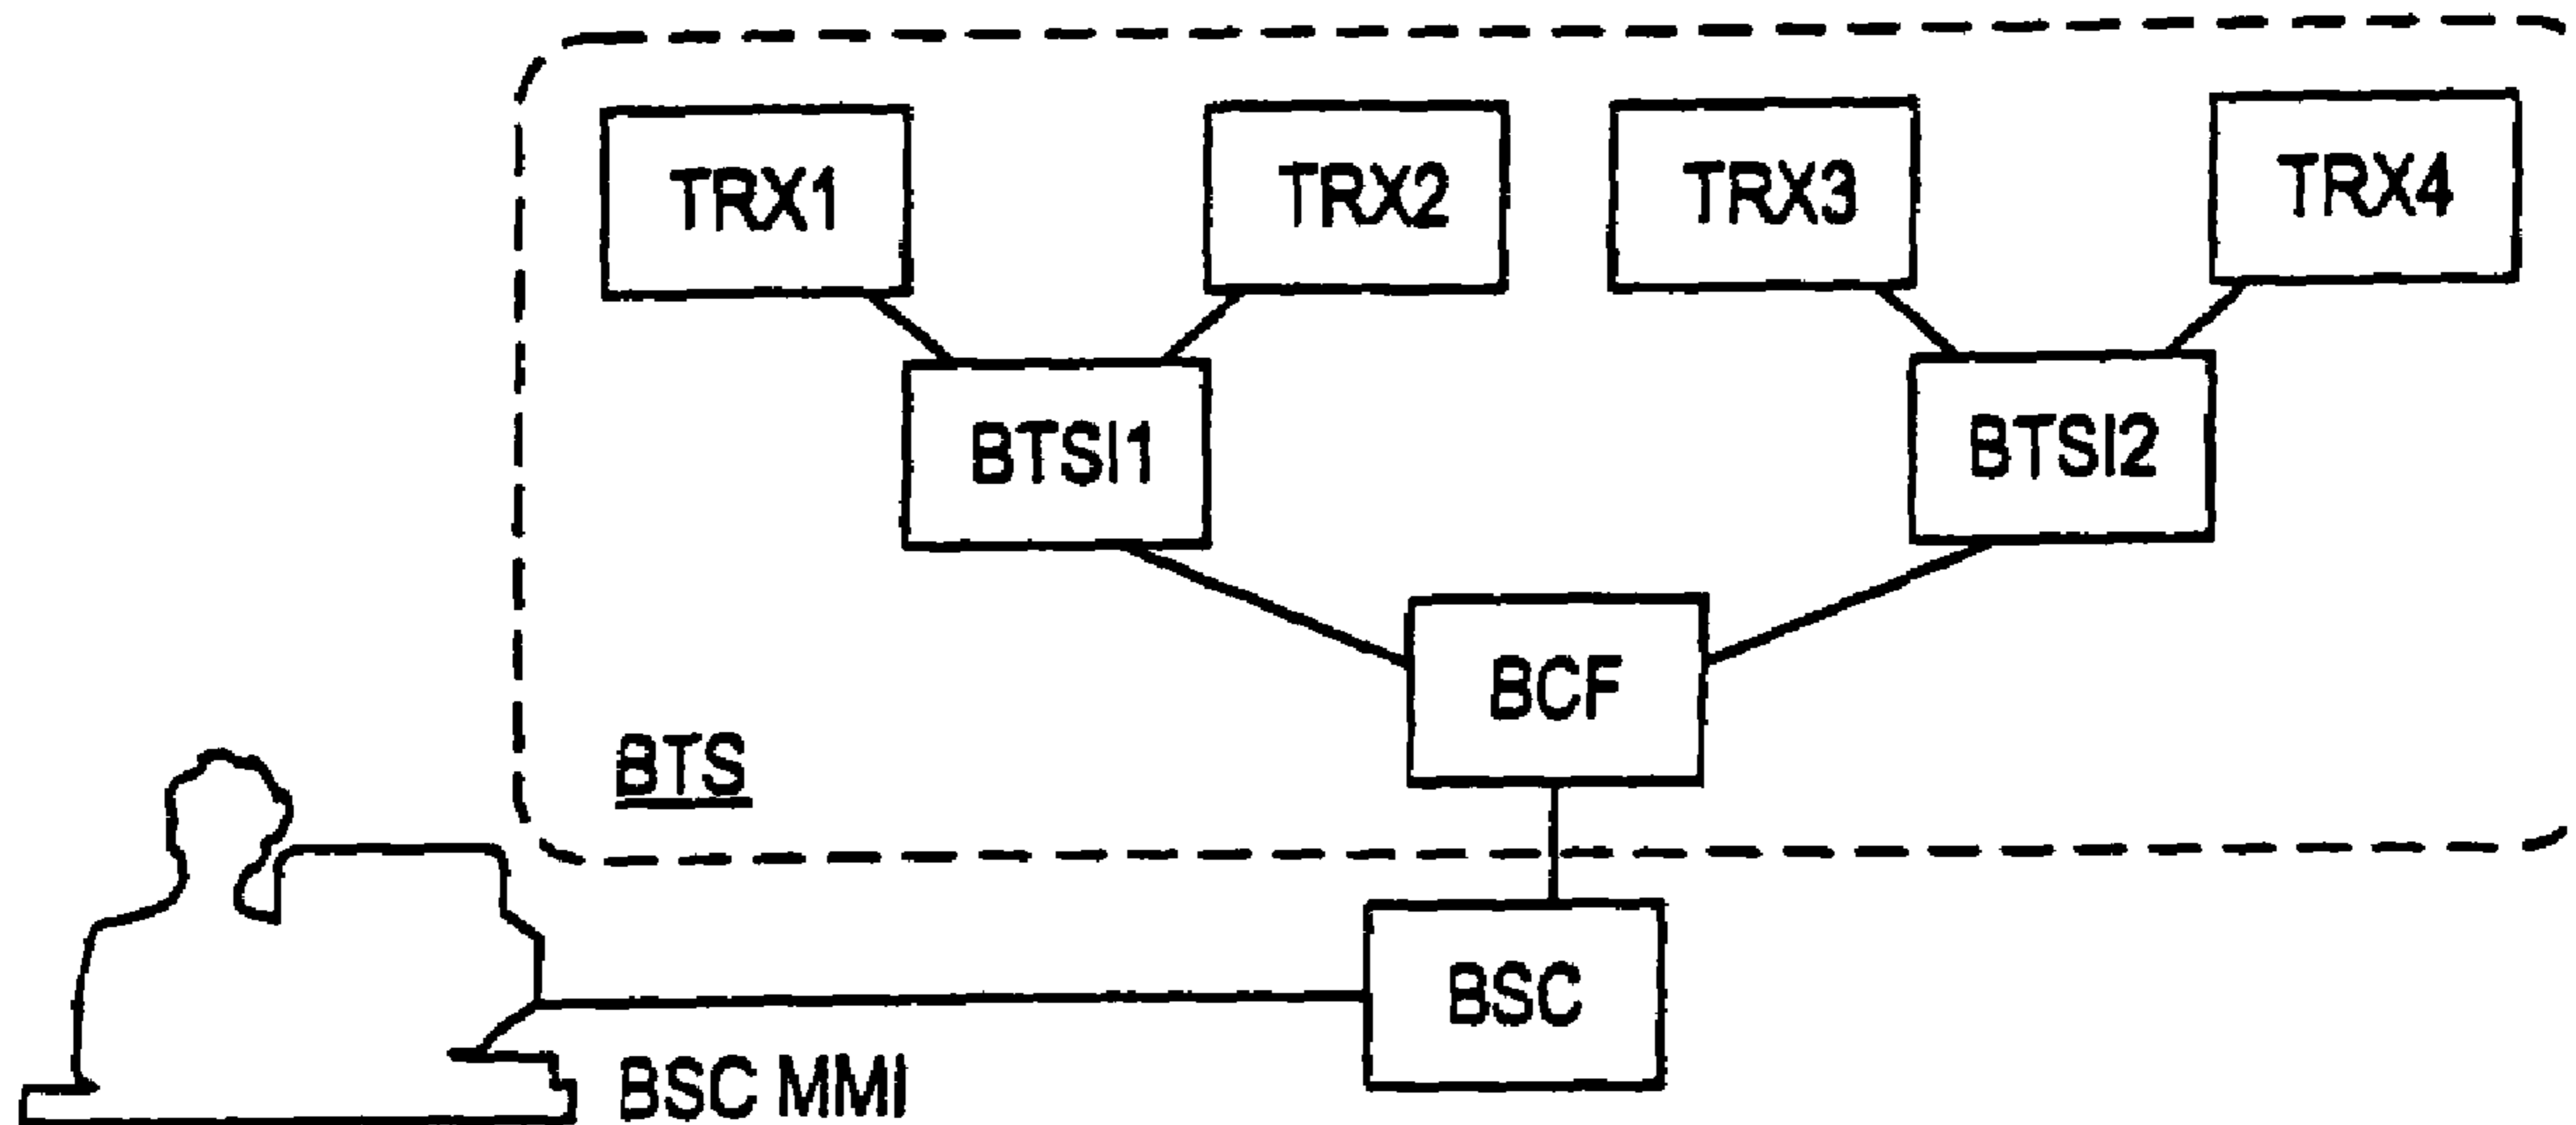 TRX1 TRX2 TRX3 TRX4
BTSI1 BTSI2
BCF
BTS
BSC
BSC MMI